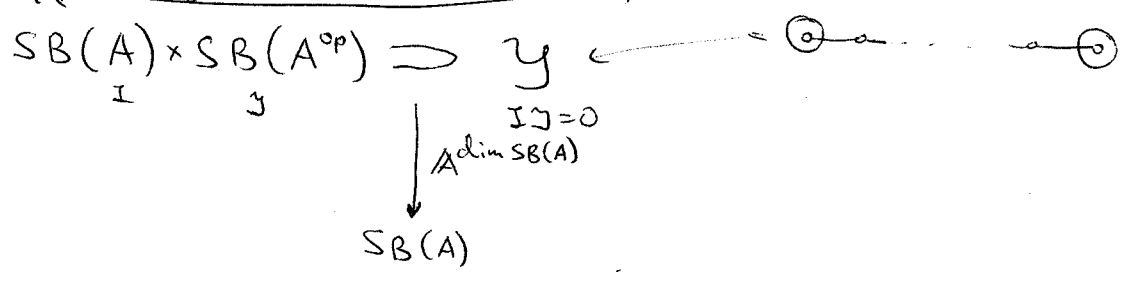 SB(A) × SB(A^op) ⊃ Y
I J IJ=0
A^dim SB(A)
SB(A)